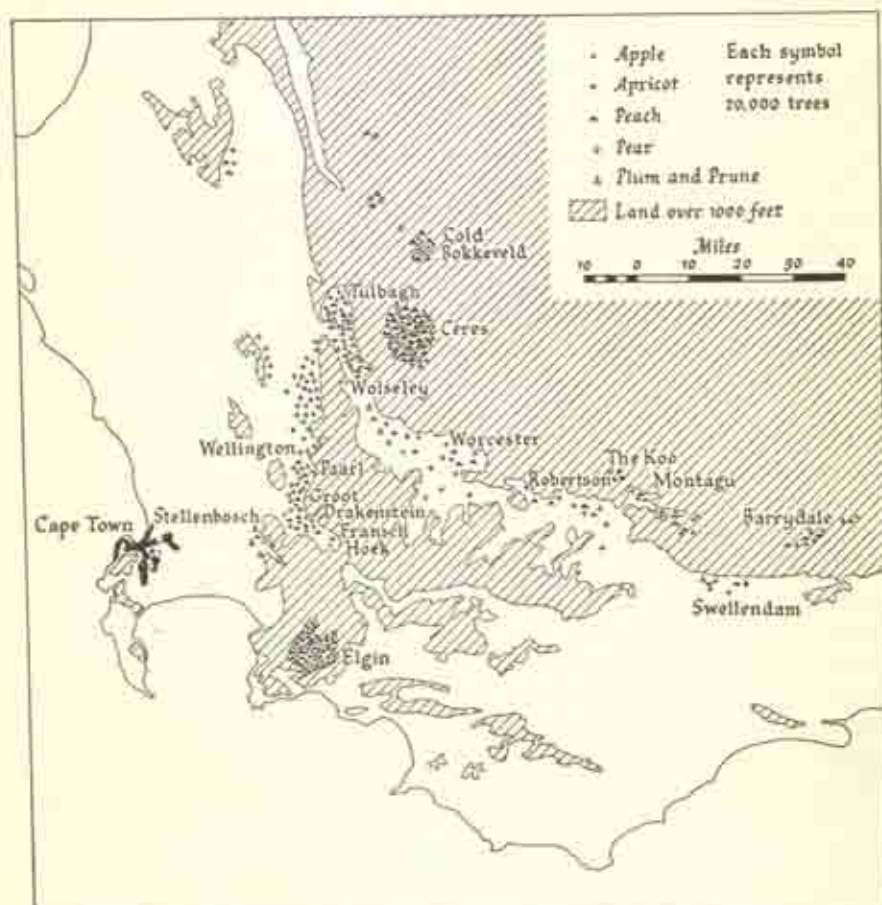 Apple
Apricot
Peach
Pear
Plum and Prune
Land over 1000 feet
Each symbol
represents
20,000 trees
Miles
10 0 10 20 30 40
Cold
Bokkeveld
Tulbagh
Ceres
Wolseley
Worcester
Wellington
Paarl
Groot
Drakenstein
Fransch
Hoek
Robertson
The Koo
Montagu
Barrydale
Cape Town
Stellenbosch
Swellendam
Elgin